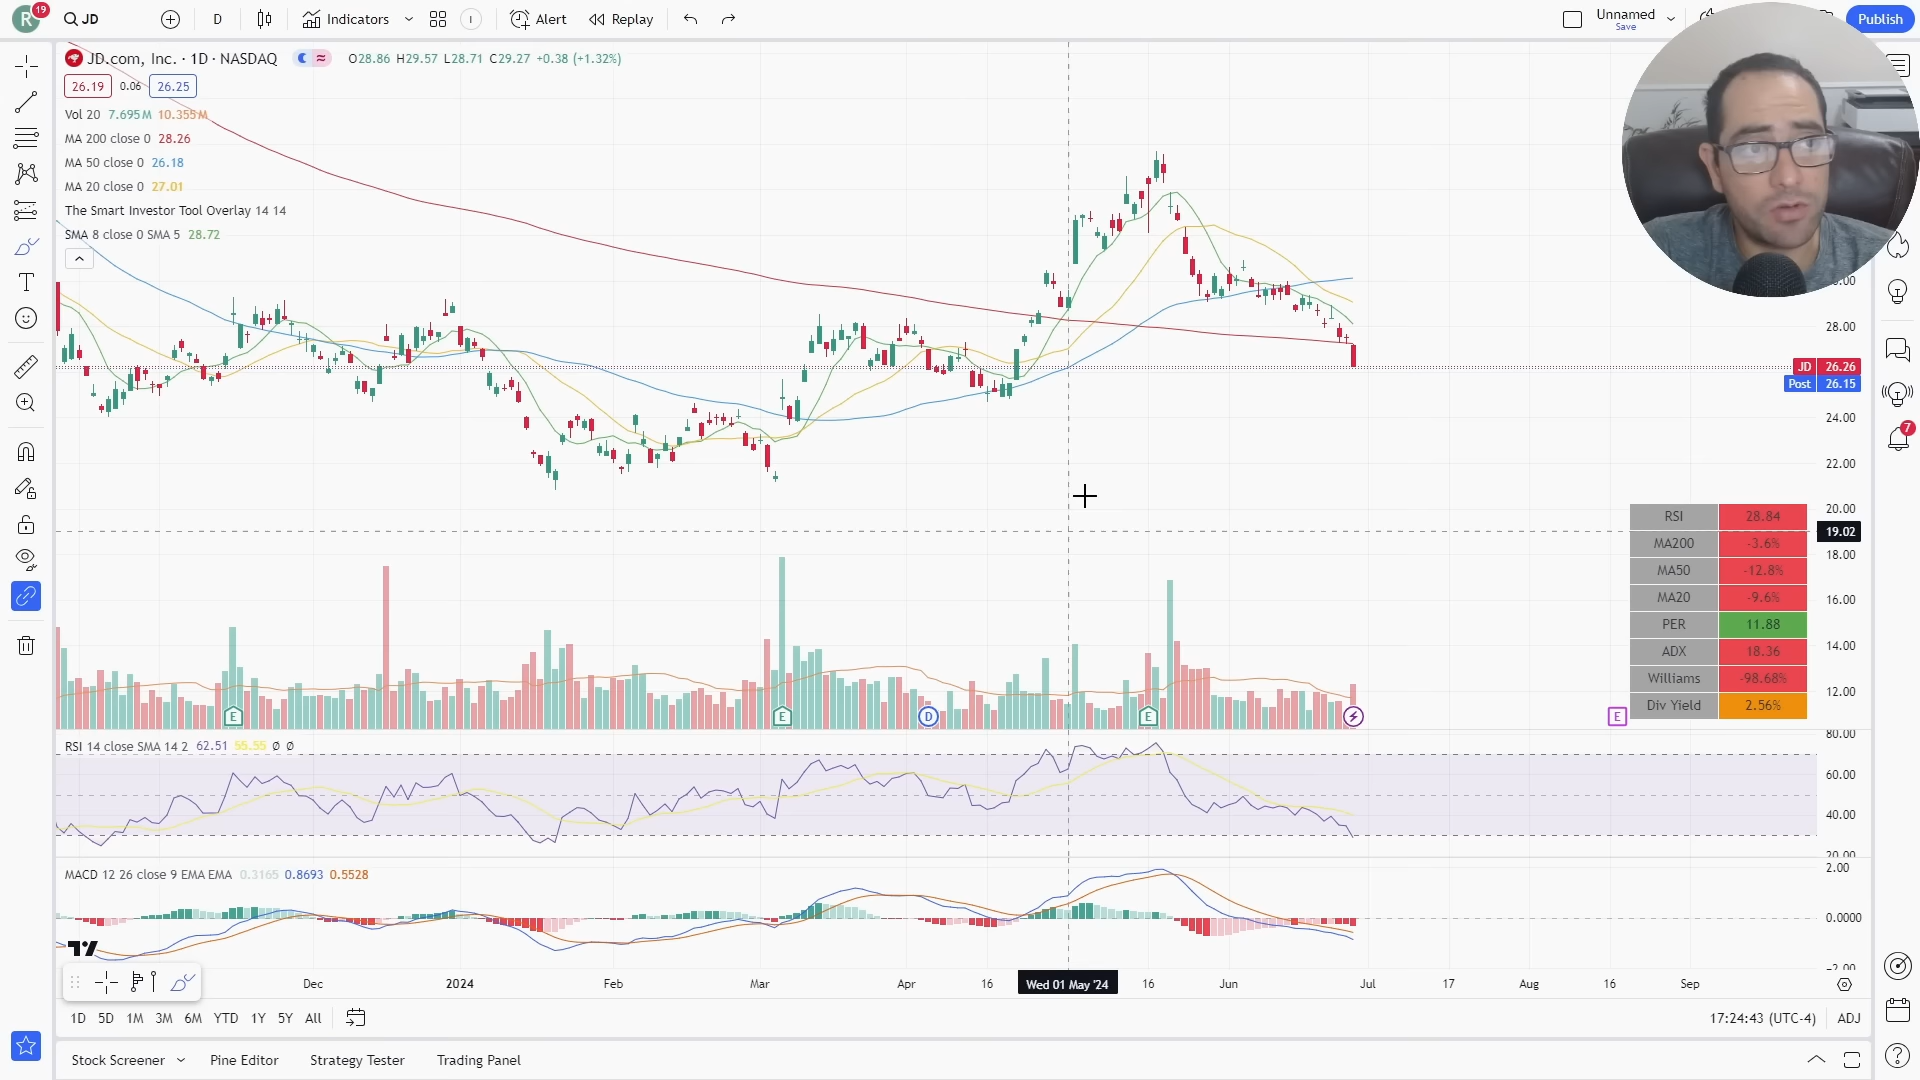 R
19
JD
D
Indicators
Alert
Replay
Unnamed
Save
Publish
JD.com, Inc. · 1D · NASDAQ
O28.86 H29.57 L28.71 C29.27 +0.38 (+1.32%)
26.19 0.06 26.25
Vol 20 7.695M 10.355M
MA 200 close 0 28.26
MA 50 close 0 26.18
MA 20 close 0 27.01
The Smart Investor Tool Overlay 14 14
SMA 8 close 0 SMA 5 28.72
28.00
JD 26.26
Post 26.15
24.00
22.00
20.00
19.02
18.00
16.00
14.00
12.00
7
RSI 28.84
MA200 -3.6%
MA50 -12.8%
MA20 -9.6%
PER 11.88
ADX 18.36
Williams -98.68%
Div Yield 2.56%
E E D E E
RSI 14 close SMA 14 2 62.51 55.55 Ø Ø
80.00
60.00
40.00
20.00
MACD 12 26 close 9 EMA EMA 0.3165 0.8693 0.5528
2.00
0.0000
−2.00
Dec 2024 Feb Mar Apr 16 Wed 01 May '24 16 Jun Jul 17 Aug 16 Sep
1D 5D 1M 3M 6M YTD 1Y 5Y All
17:24:43 (UTC-4) ADJ
Stock Screener Pine Editor Strategy Tester Trading Panel